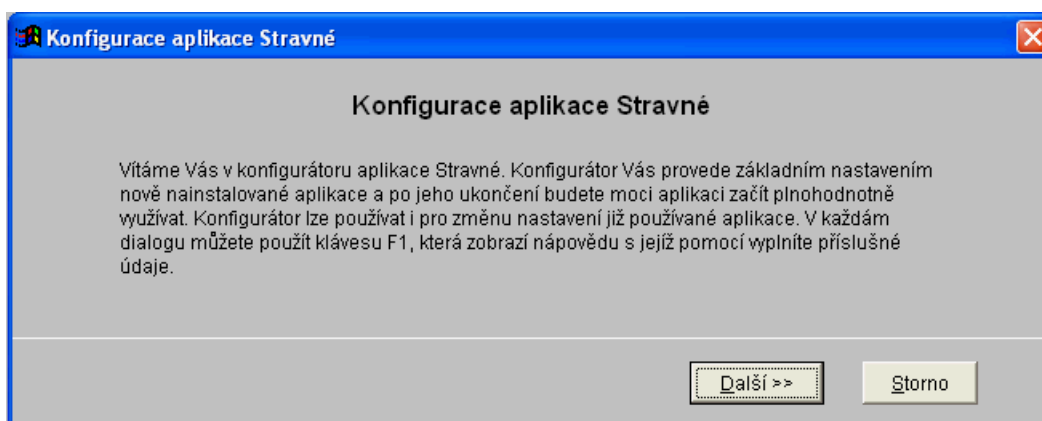 Konfigurace aplikace Stravné
Konfigurace aplikace Stravné
Vítáme Vás v konfigurátoru aplikace Stravné. Konfigurátor Vás provede základním nastavením
nově nainstalované aplikace a po jeho ukončení budete moci aplikaci začít plnohodnotně
využívat. Konfigurátor lze používat i pro změnu nastavení již používané aplikace. V každám
dialogu můžete použít klávesu F1, která zobrazí nápovědu s jejíž pomocí vyplníte příslušné
údaje.
Další >>
Storno